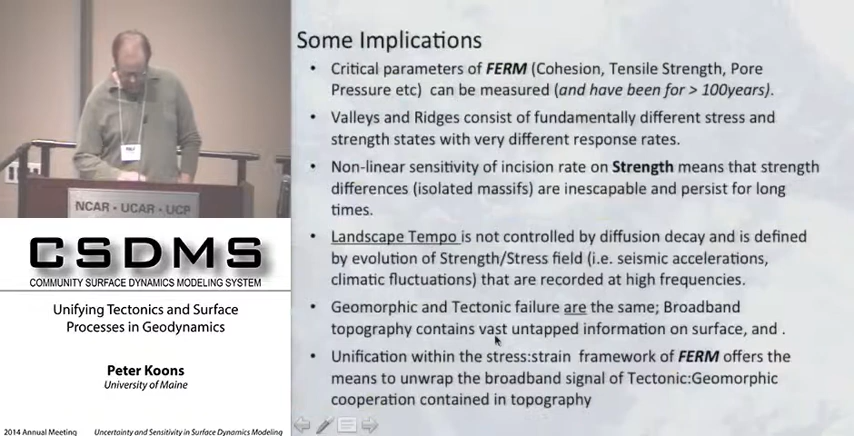 Some Implications
• Critical parameters of FERM (Cohesion, Tensile Strength, Pore
Pressure etc) can be measured (and have been for > 100years).
• Valleys and Ridges consist of fundamentally different stress and
strength states with very different response rates.
• Non-linear sensitivity of incision rate on Strength means that strength
differences (isolated massifs) are inescapable and persist for long
times.
• Landscape Tempo is not controlled by diffusion decay and is defined
by evolution of Strength/Stress field (i.e. seismic accelerations,
climatic fluctuations) that are recorded at high frequencies.
• Geomorphic and Tectonic failure are the same; Broadband
topography contains vast untapped information on surface, and .
• Unification within the stress:strain framework of FERM offers the
means to unwrap the broadband signal of Tectonic:Geomorphic
cooperation contained in topography
NCAR • UCAR • UCP
CSDMS
COMMUNITY SURFACE DYNAMICS MODELING SYSTEM
Unifying Tectonics and Surface
Processes in Geodynamics
Peter Koons
University of Maine
2014 Annual Meeting Uncertainty and Sensitivity in Surface Dynamics Modeling